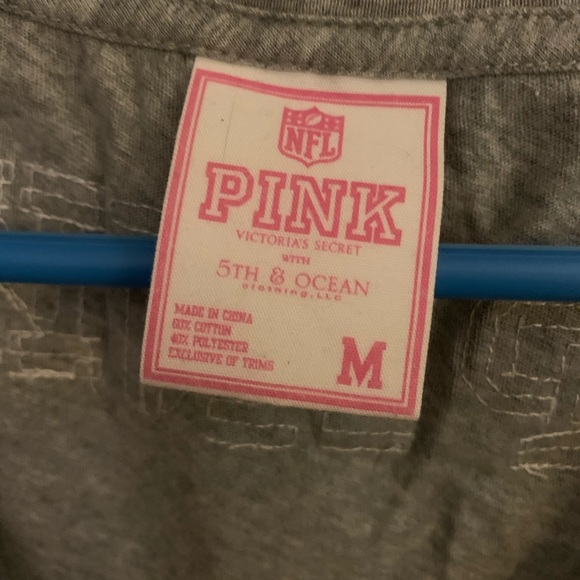 NFL
PINK
VICTORIA'S SECRET
WITH
5TH & OCEAN
clothing, LLC
MADE IN CHINA
60% COTTON
40% POLYESTER
EXCLUSIVE OF TRIMS
M